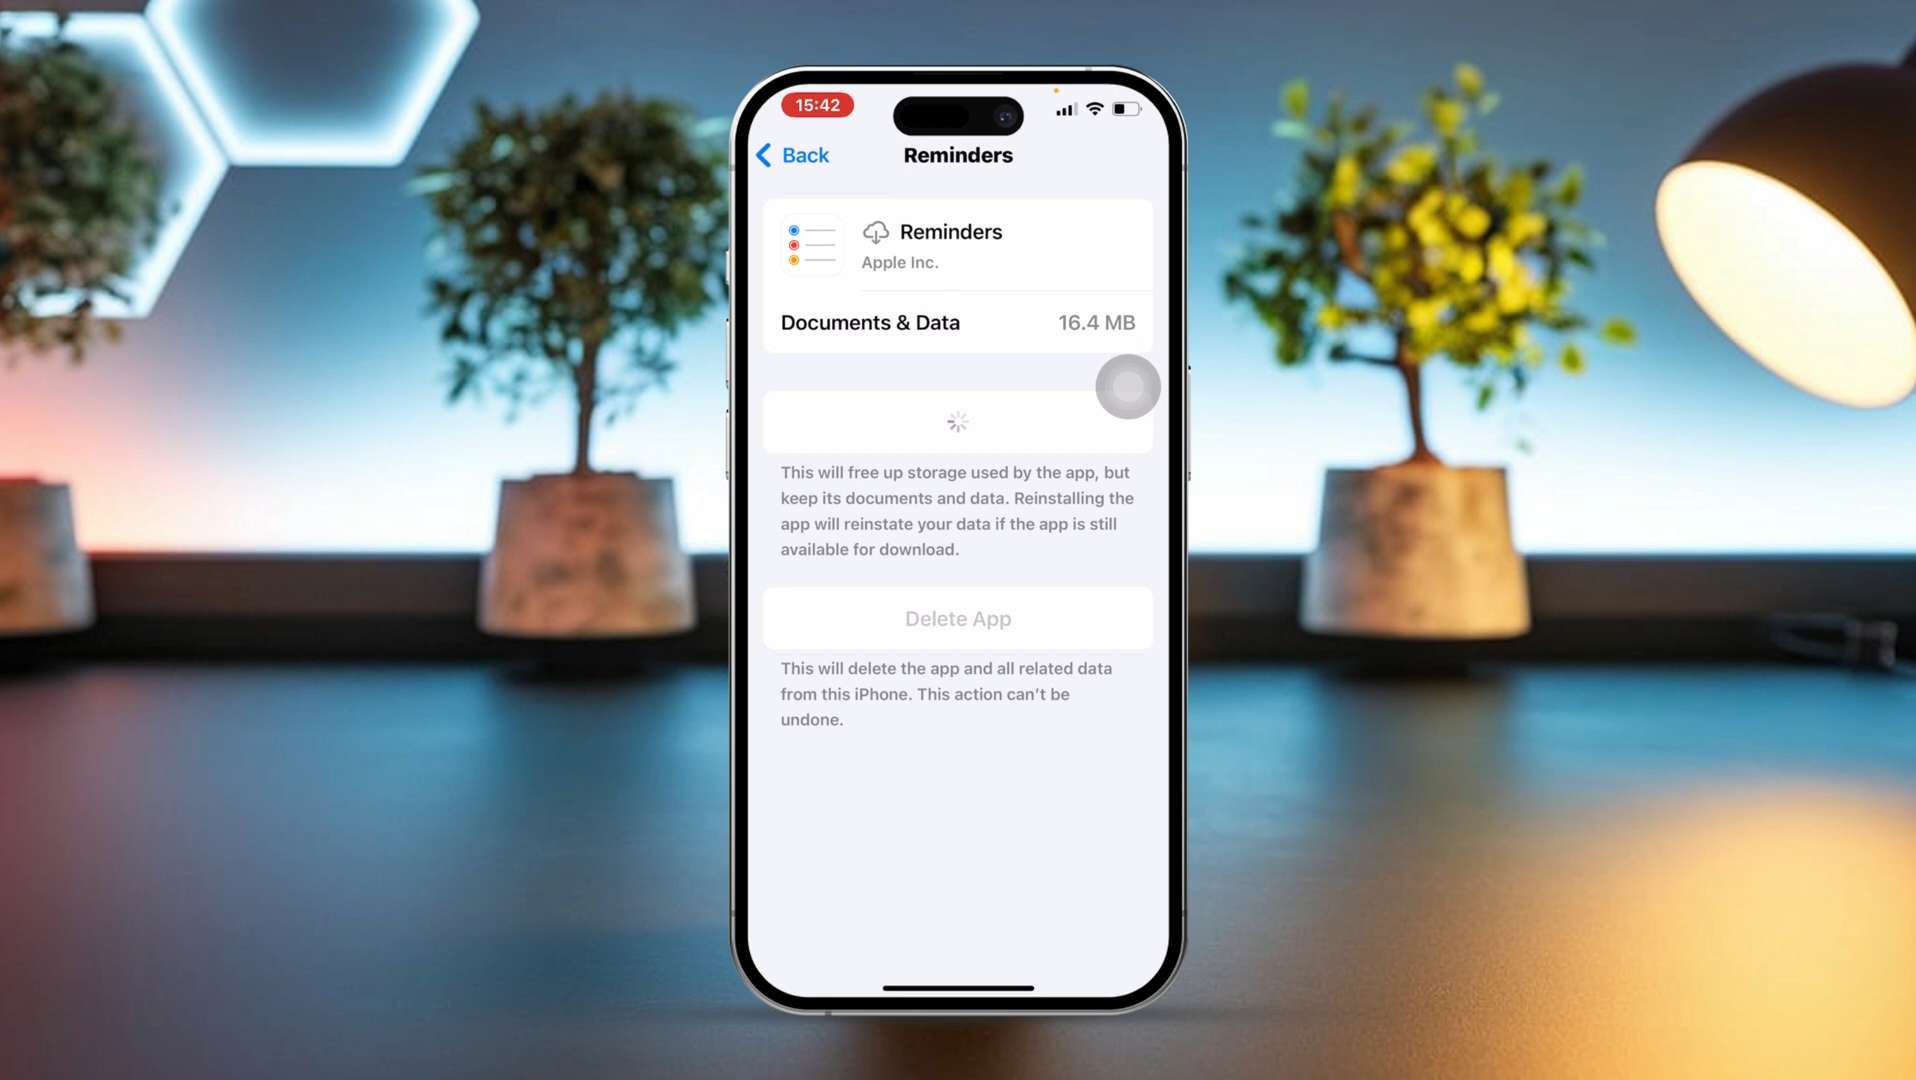 15:42
Back
Reminders
Reminders
Apple Inc.
Documents & Data
16.4 MB
This will free up storage used by the app, but
keep its documents and data. Reinstalling the
app will reinstate your data if the app is still
available for download.
Delete App
This will delete the app and all related data
from this iPhone. This action can’t be
undone.